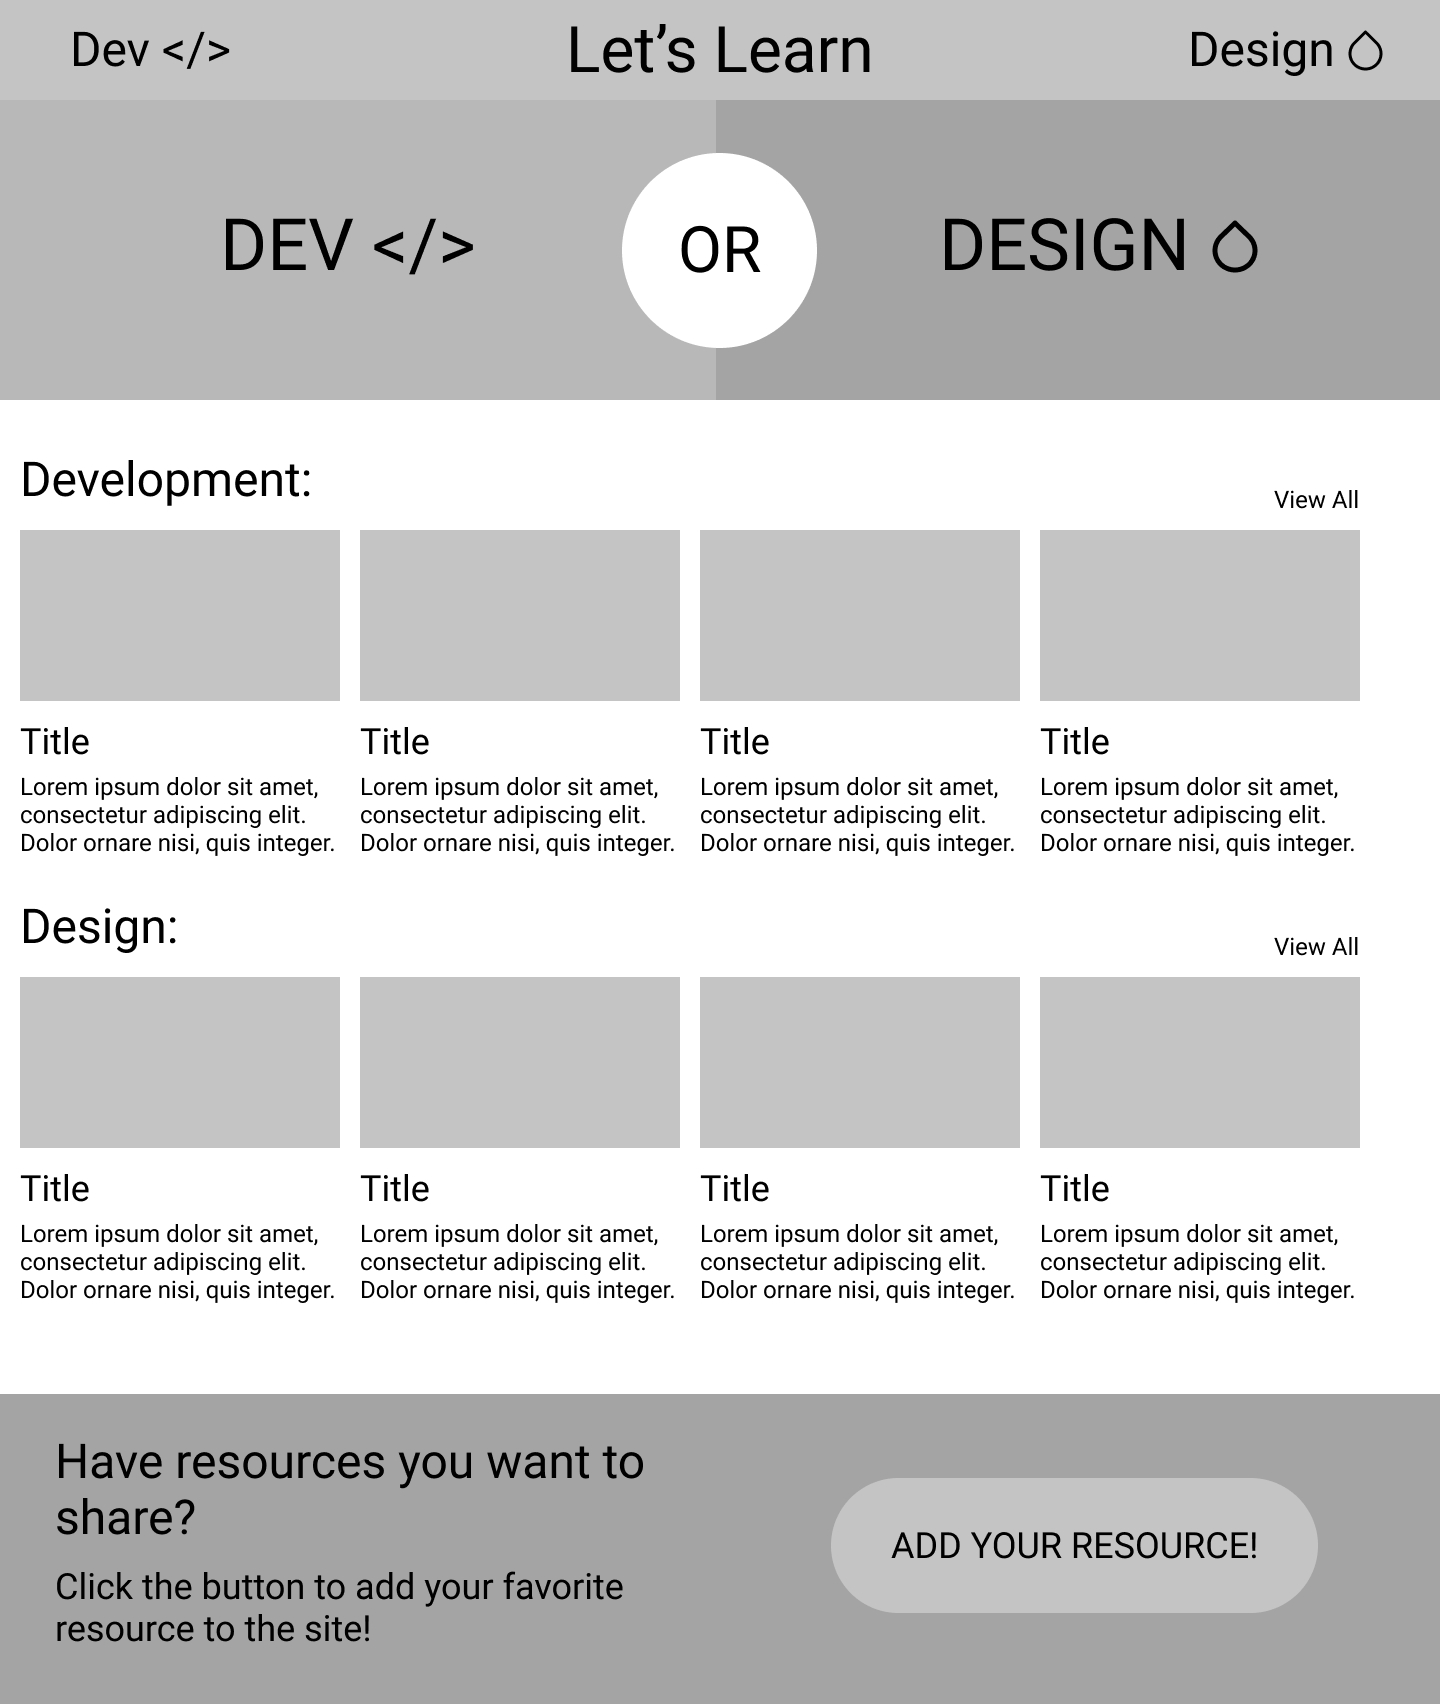 Dev </>
Let’s Learn
Design
DEV </>
OR
DESIGN
Development:
View All
Title
Lorem ipsum dolor sit amet,
consectetur adipiscing elit.
Dolor ornare nisi, quis integer.
Title
Lorem ipsum dolor sit amet,
consectetur adipiscing elit.
Dolor ornare nisi, quis integer.
Title
Lorem ipsum dolor sit amet,
consectetur adipiscing elit.
Dolor ornare nisi, quis integer.
Title
Lorem ipsum dolor sit amet,
consectetur adipiscing elit.
Dolor ornare nisi, quis integer.
Design:
View All
Title
Lorem ipsum dolor sit amet,
consectetur adipiscing elit.
Dolor ornare nisi, quis integer.
Title
Lorem ipsum dolor sit amet,
consectetur adipiscing elit.
Dolor ornare nisi, quis integer.
Title
Lorem ipsum dolor sit amet,
consectetur adipiscing elit.
Dolor ornare nisi, quis integer.
Title
Lorem ipsum dolor sit amet,
consectetur adipiscing elit.
Dolor ornare nisi, quis integer.
Have resources you want to
share?
Click the button to add your favorite
resource to the site!
ADD YOUR RESOURCE!